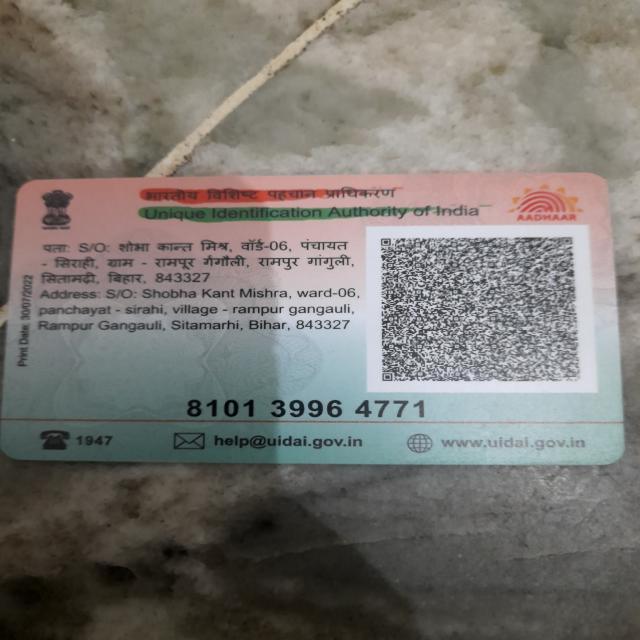 भारतीय विशिष्ट पहचान प्राधिकरण
Unique Identification Authority of India
AADHAAR
पता: S/O: शोभा कान्त मिश्र, वॉर्ड-06, पंचायत
- सिराही, ग्राम - रामपूर गँगौली, रामपुर गांगुली,
सितामढ़ी, बिहार, 843327
Address: S/O: Shobha Kant Mishra, ward-06,
panchayat - sirahi, village - rampur gangauli,
Rampur Gangauli, Sitamarhi, Bihar, 843327
Print Date: 30/07/2022
8101 3996 4771
1947
help@uidai.gov.in
www.uidai.gov.in